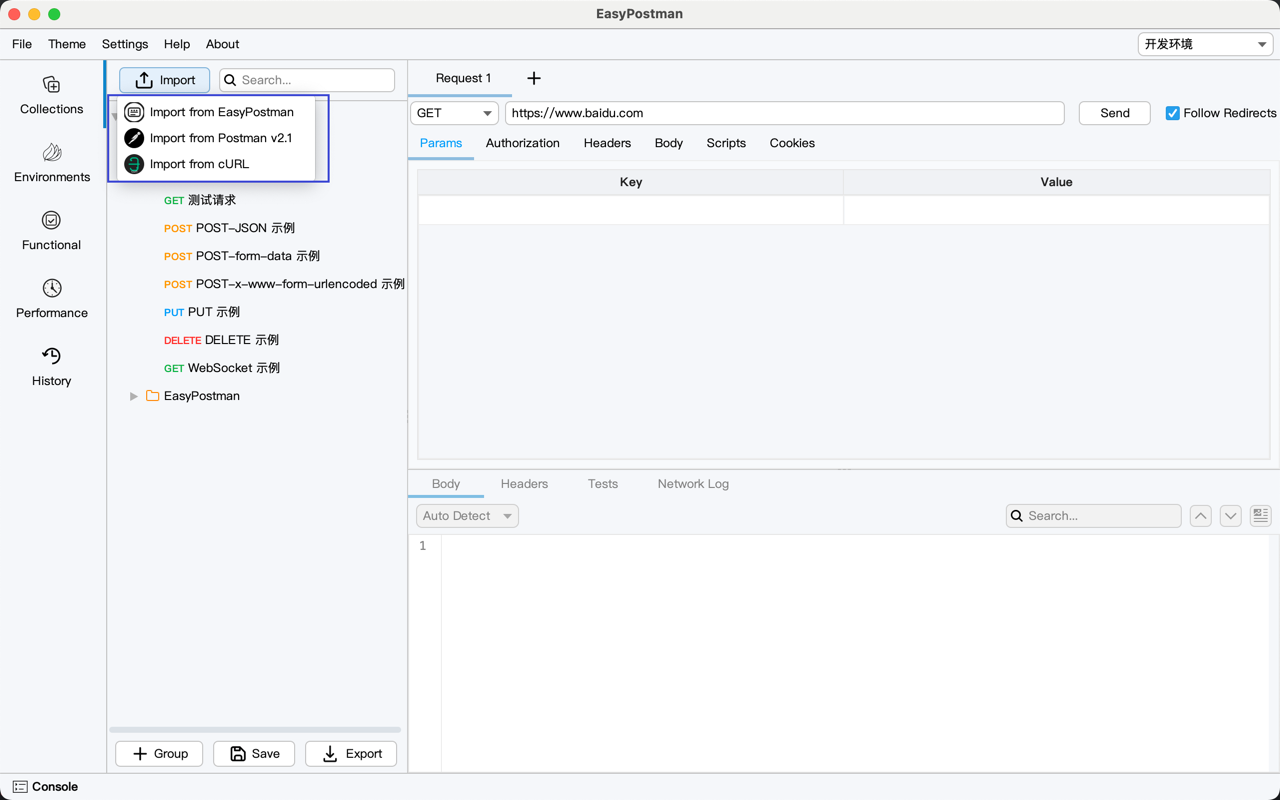 EasyPostman
File Theme Settings Help About
开发环境
Collections
Environments
Functional
Performance
History
Import
Search...
Import from EasyPostman
Import from Postman v2.1
Import from cURL
GET 测试请求
POST POST-JSON 示例
POST POST-form-data 示例
POST POST-x-www-form-urlencoded 示例
PUT PUT 示例
DELETE DELETE 示例
GET WebSocket 示例
EasyPostman
Group Save Export
Request 1
GET https://www.baidu.com Send Follow Redirects
Params Authorization Headers Body Scripts Cookies
Key Value
Body Headers Tests Network Log
Auto Detect Search...
1
Console